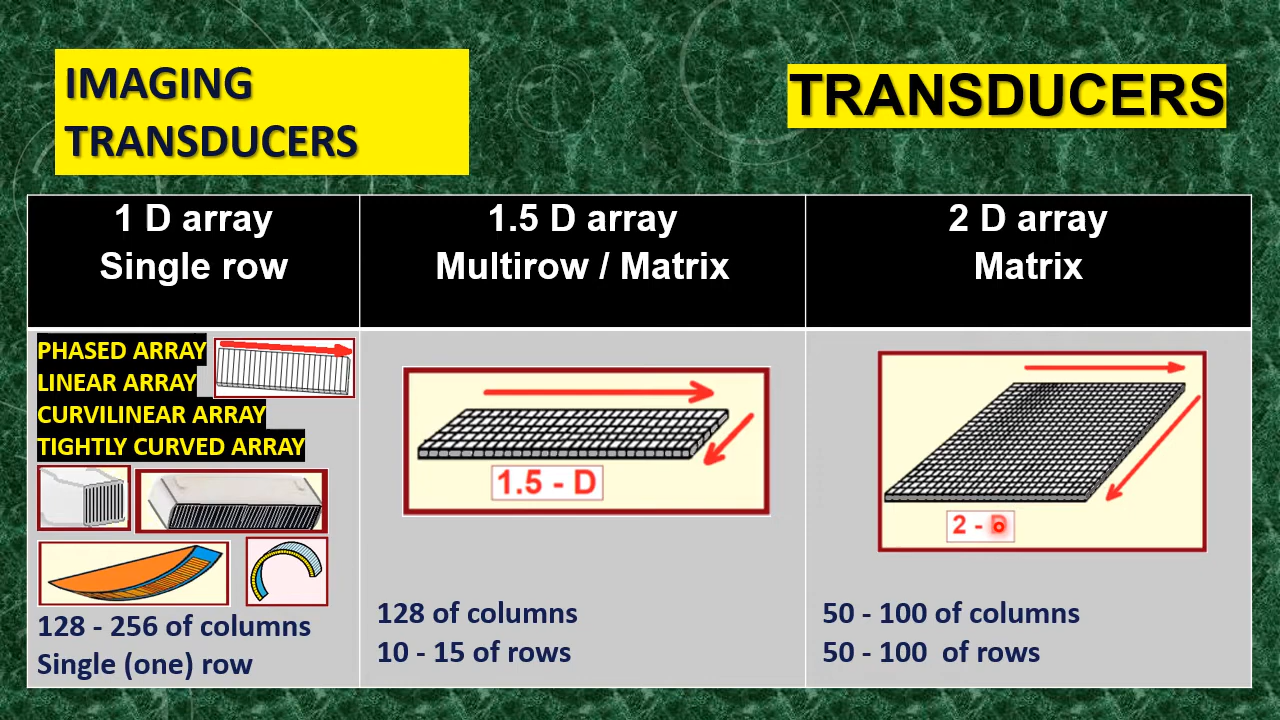 IMAGING
TRANSDUCERS
TRANSDUCERS
1 D array
Single row
1.5 D array
Multirow / Matrix
2 D array
Matrix
PHASED ARRAY
LINEAR ARRAY
CURVILINEAR ARRAY
TIGHTLY CURVED ARRAY
128 - 256 of columns
Single (one) row
1.5 - D
128 of columns
10 - 15 of rows
2 - D
50 - 100 of columns
50 - 100 of rows